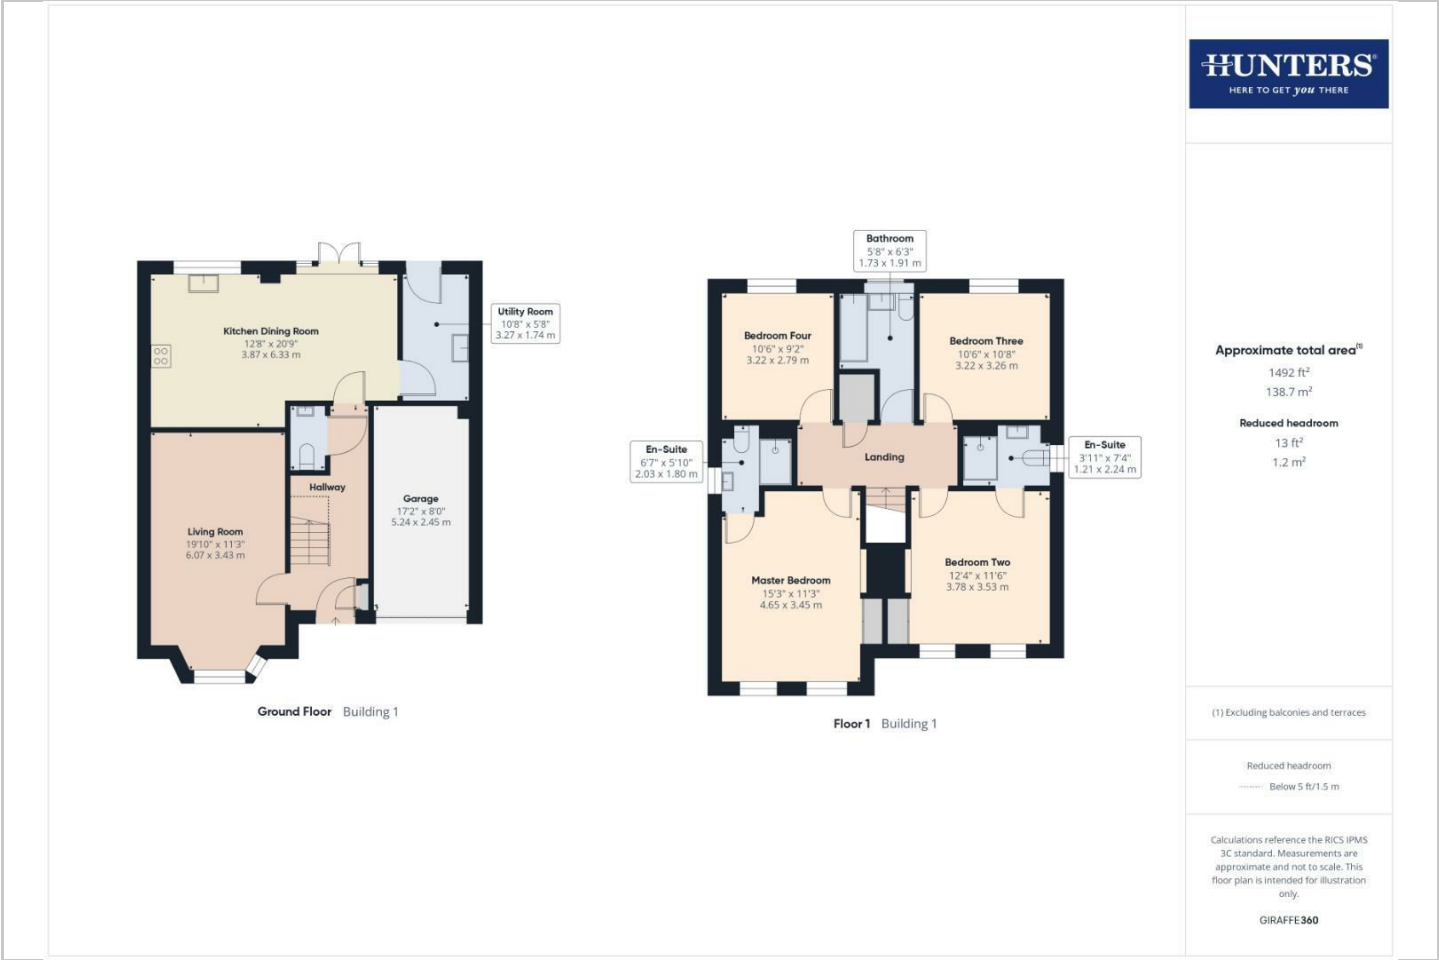 Kitchen Dining Room
12'8" x 20'9"
3.87 x 6.33 m
Utility Room
10'8" x 5'8"
3.27 x 1.74 m
Hallway
Living Room
19'10" x 11'3"
6.07 x 3.43 m
Garage
17'2" x 8'0"
5.24 x 2.45 m
Ground Floor Building 1
Bathroom
5'8" x 6'3"
1.73 x 1.91 m
Bedroom Four
10'6" x 9'2"
3.22 x 2.79 m
Bedroom Three
10'6" x 10'8"
3.22 x 3.26 m
En-Suite
6'7" x 5'10"
2.03 x 1.80 m
Landing
En-Suite
3'11" x 7'4"
1.21 x 2.24 m
Master Bedroom
15'3" x 11'3"
4.65 x 3.45 m
Bedroom Two
12'4" x 11'6"
3.78 x 3.53 m
Floor 1 Building 1
HUNTERS®
HERE TO GET you THERE
Approximate total area(1)
1492 ft²
138.7 m²
Reduced headroom
13 ft²
1.2 m²
(1) Excluding balconies and terraces
Reduced headroom
Below 5 ft/1.5 m
Calculations reference the RICS IPMS
3C standard. Measurements are
approximate and not to scale. This
floor plan is intended for illustration
only.
GIRAFFE360